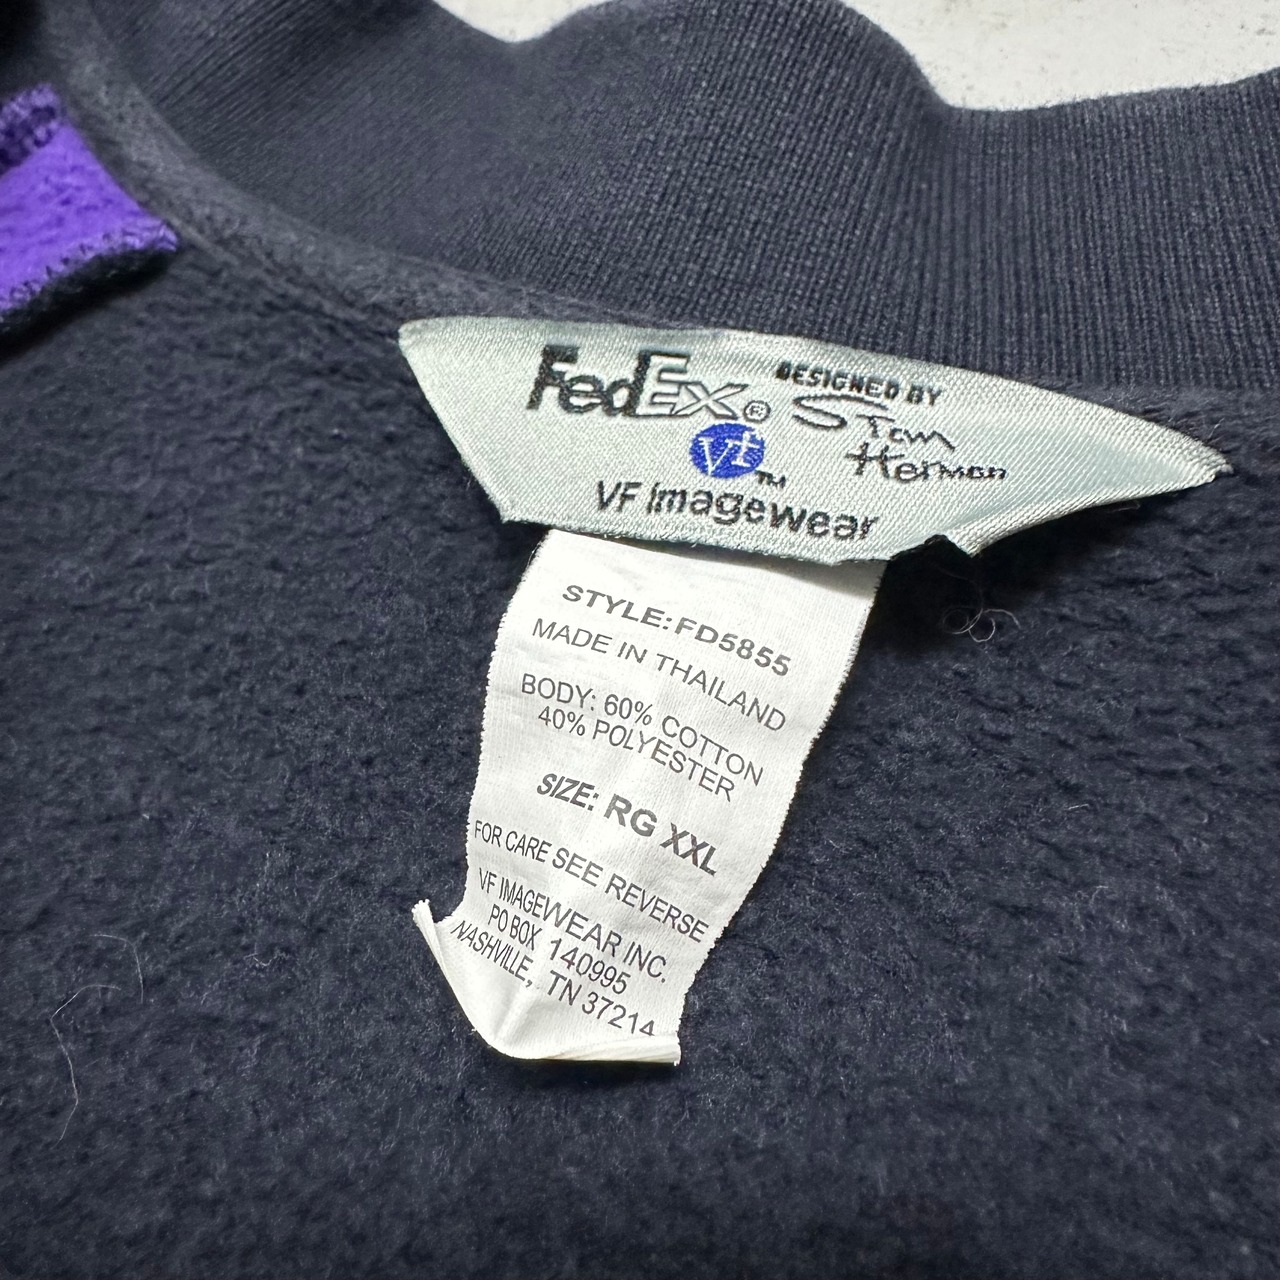 FedEx®
DESIGNED BY
Stan
Herman
V+™
VF Imagewear
STYLE: FD5855
MADE IN THAILAND
BODY: 60% COTTON
40% POLYESTER
SIZE: RG XXL
FOR CARE SEE REVERSE
VF IMAGEWEAR INC.
PO BOX 140995
NASHVILLE, TN 37214